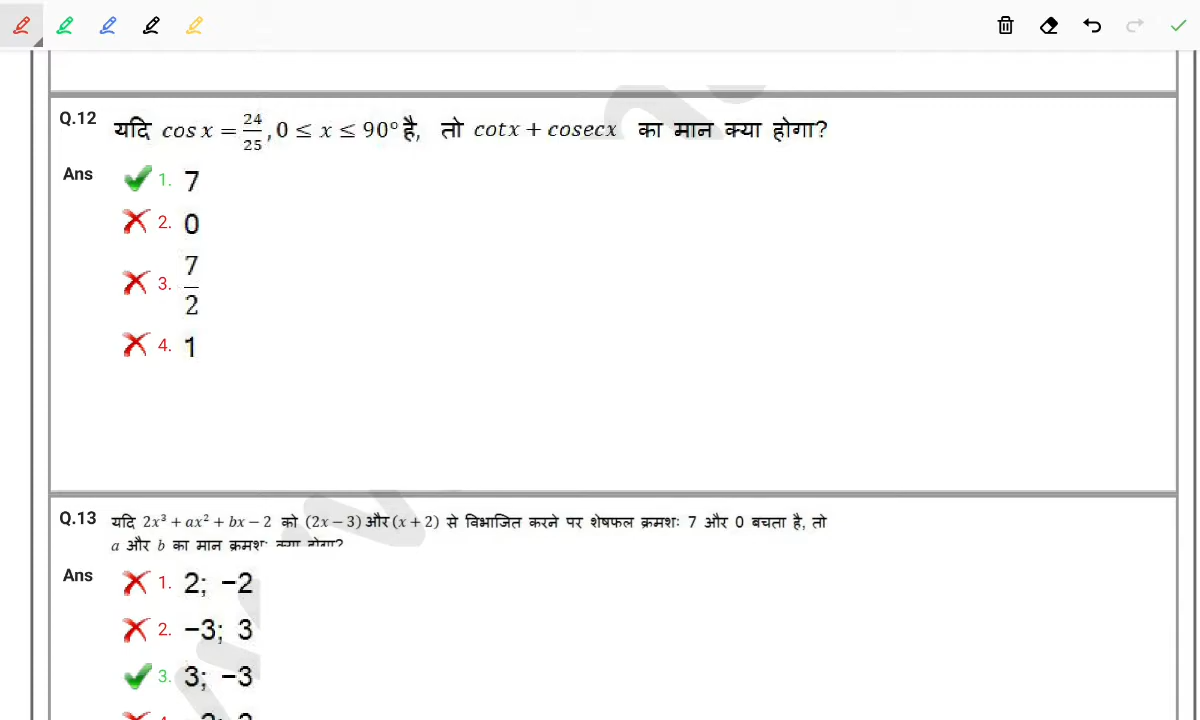 Q.12 यदि cos x = 24/25, 0 ≤ x ≤ 90° है, तो cotx + cosecx का मान क्या होगा?
Ans 1. 7
2. 0
3. 7/2
4. 1
Q.13 यदि 2x³ + ax² + bx − 2 को (2x − 3) और (x + 2) से विभाजित करने पर शेषफल क्रमशः 7 और 0 बचता है, तो
a और b का मान क्रमशः क्या होगा?
Ans 1. 2; −2
2. −3; 3
3. 3; −3